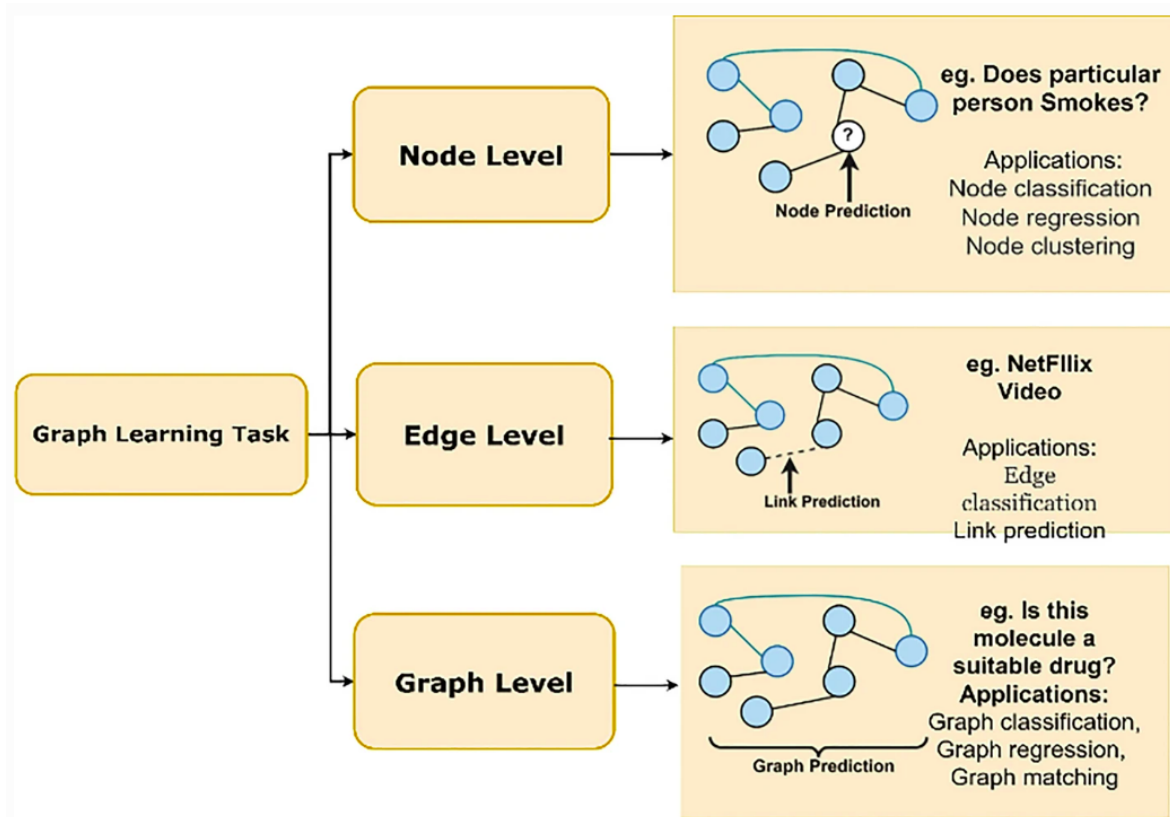 Graph Learning Task
Node Level
eg. Does particular
person Smokes?
?
Applications:
Node classification
Node regression
Node clustering
Node Prediction
Edge Level
eg. NetFllix
Video
Applications:
Edge
classification
Link prediction
Link Prediction
Graph Level
eg. Is this
molecule a
suitable drug?
Applications:
Graph classification,
Graph regression,
Graph matching
Graph Prediction